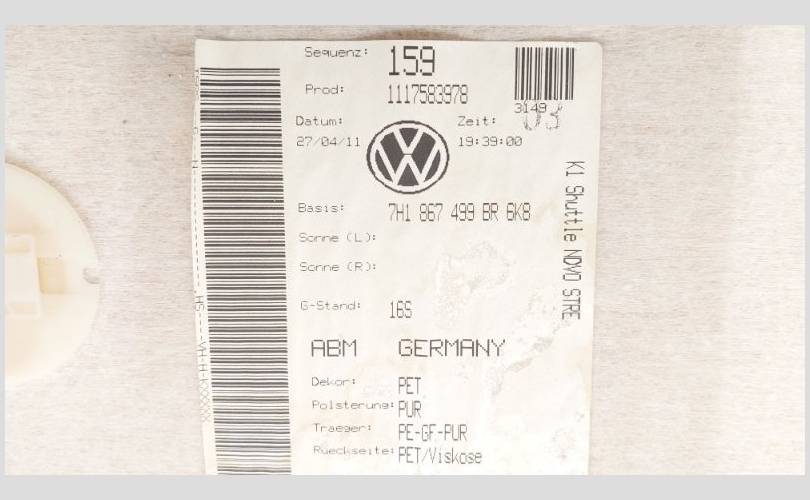 Sequenz: 159
Prod: 1117583978
3149
03
Datum: Zeit:
27/04/11 19:39:00
Basis: 7H1 867 499 BR 6K8
Sonne (L):
Sonne (R):
G-Stand: 16S
ABM GERMANY
Dekor: PET
Polsterung: PUR
Traeger: PE-GF-PUR
Rueckseite: PET/Viskose
K1 Shuttle NOVO STRE